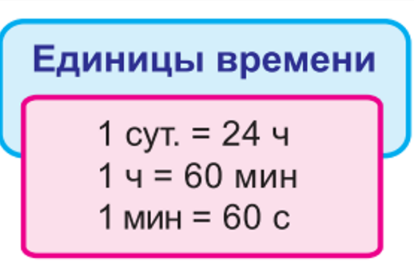 Единицы времени
1 сут. = 24 ч
1 ч = 60 мин
1 мин = 60 с